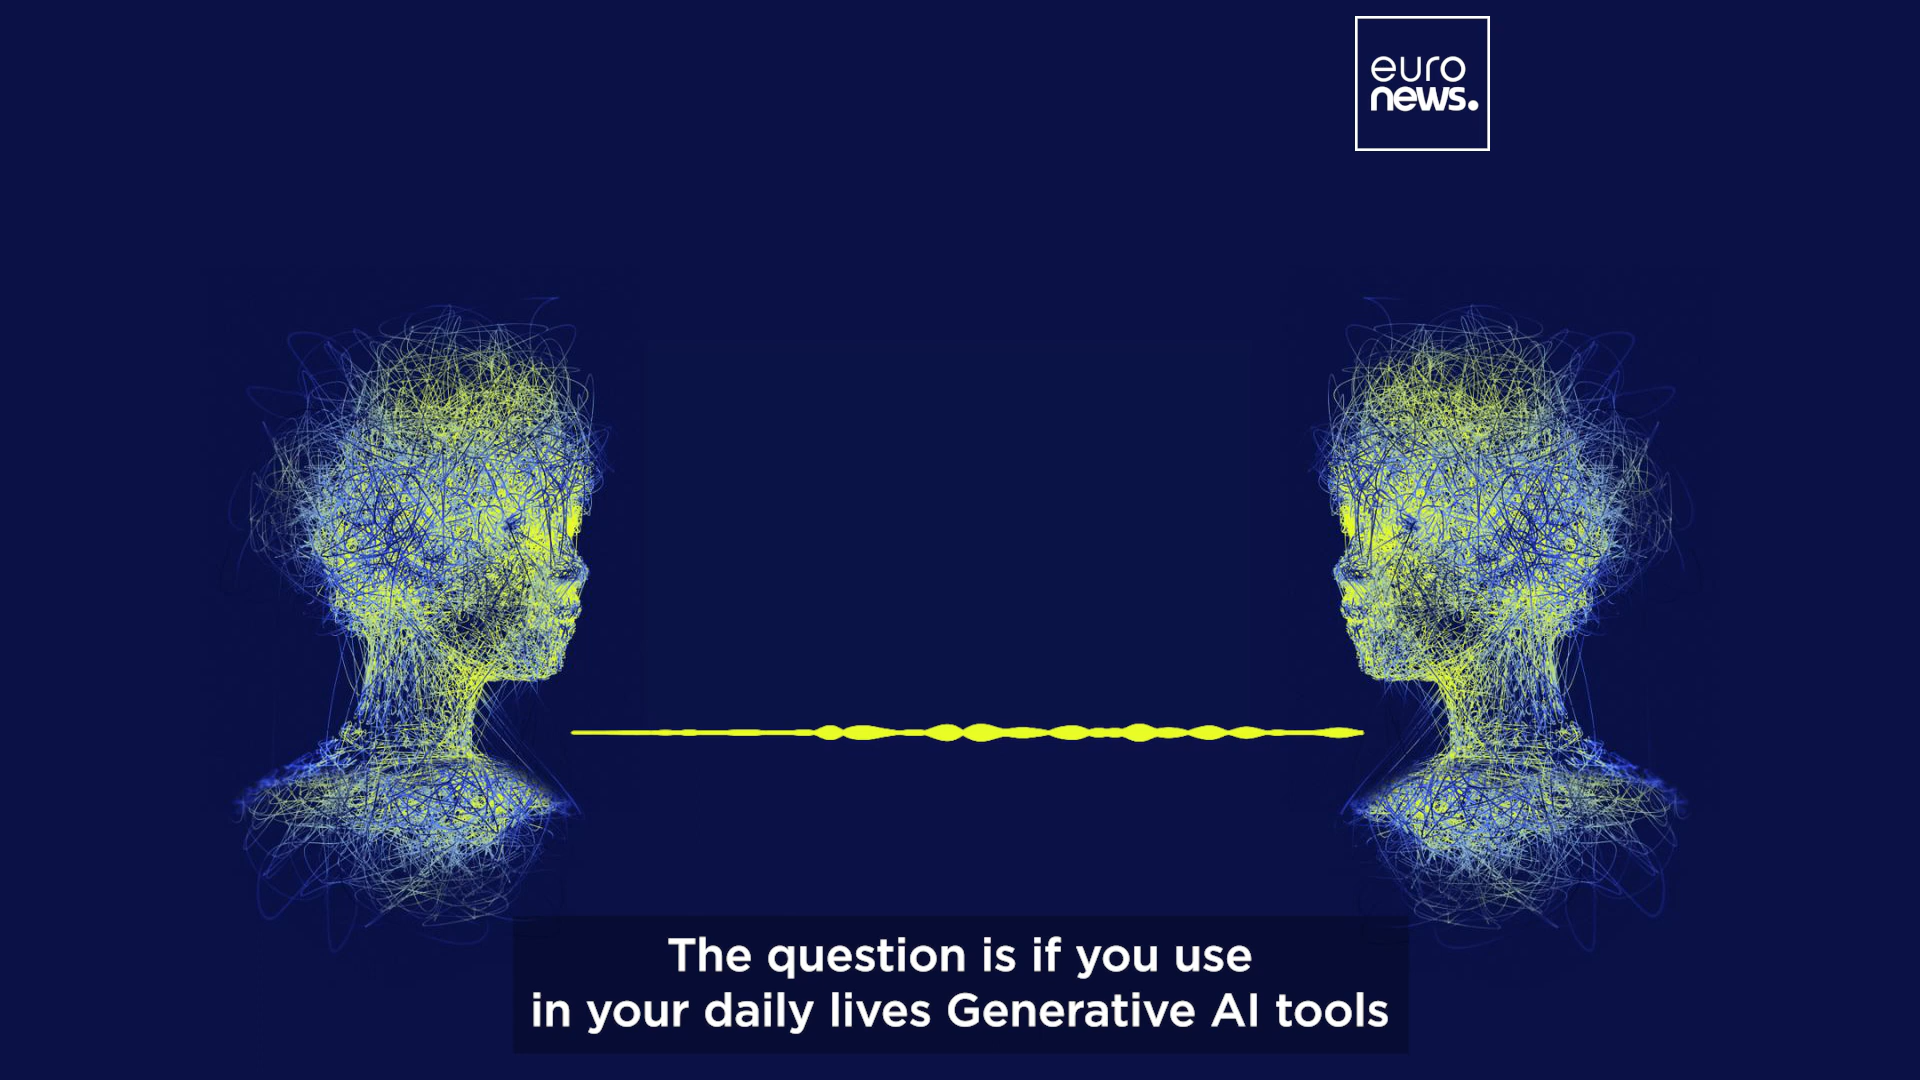 euro
news.
The question is if you use
in your daily lives Generative AI tools